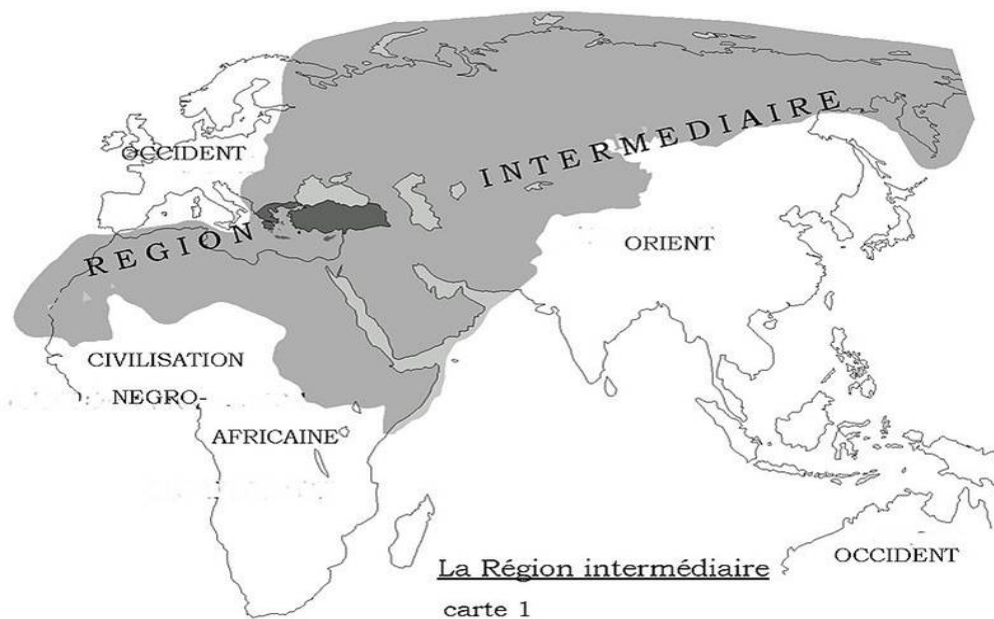 OCCIDENT
REGION INTERMEDIAIRE
ORIENT
CIVILISATION
NEGRO-
AFRICAINE
OCCIDENT
La Région intermédiaire
carte 1